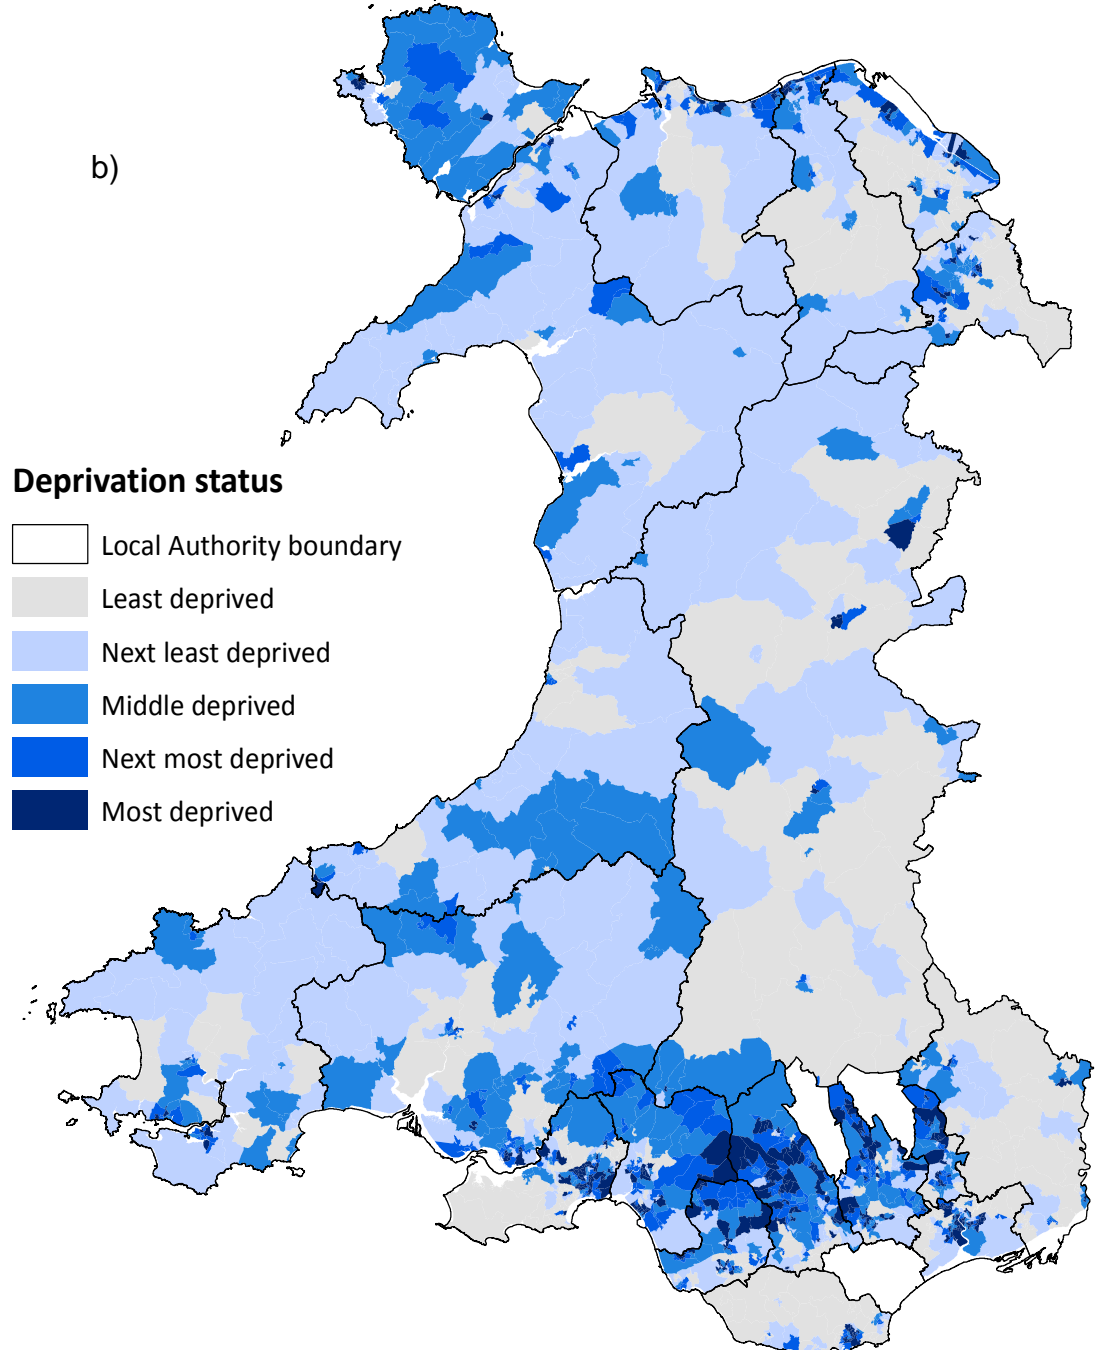 b)
Deprivation status
Local Authority boundary
Least deprived
Next least deprived
Middle deprived
Next most deprived
Most deprived